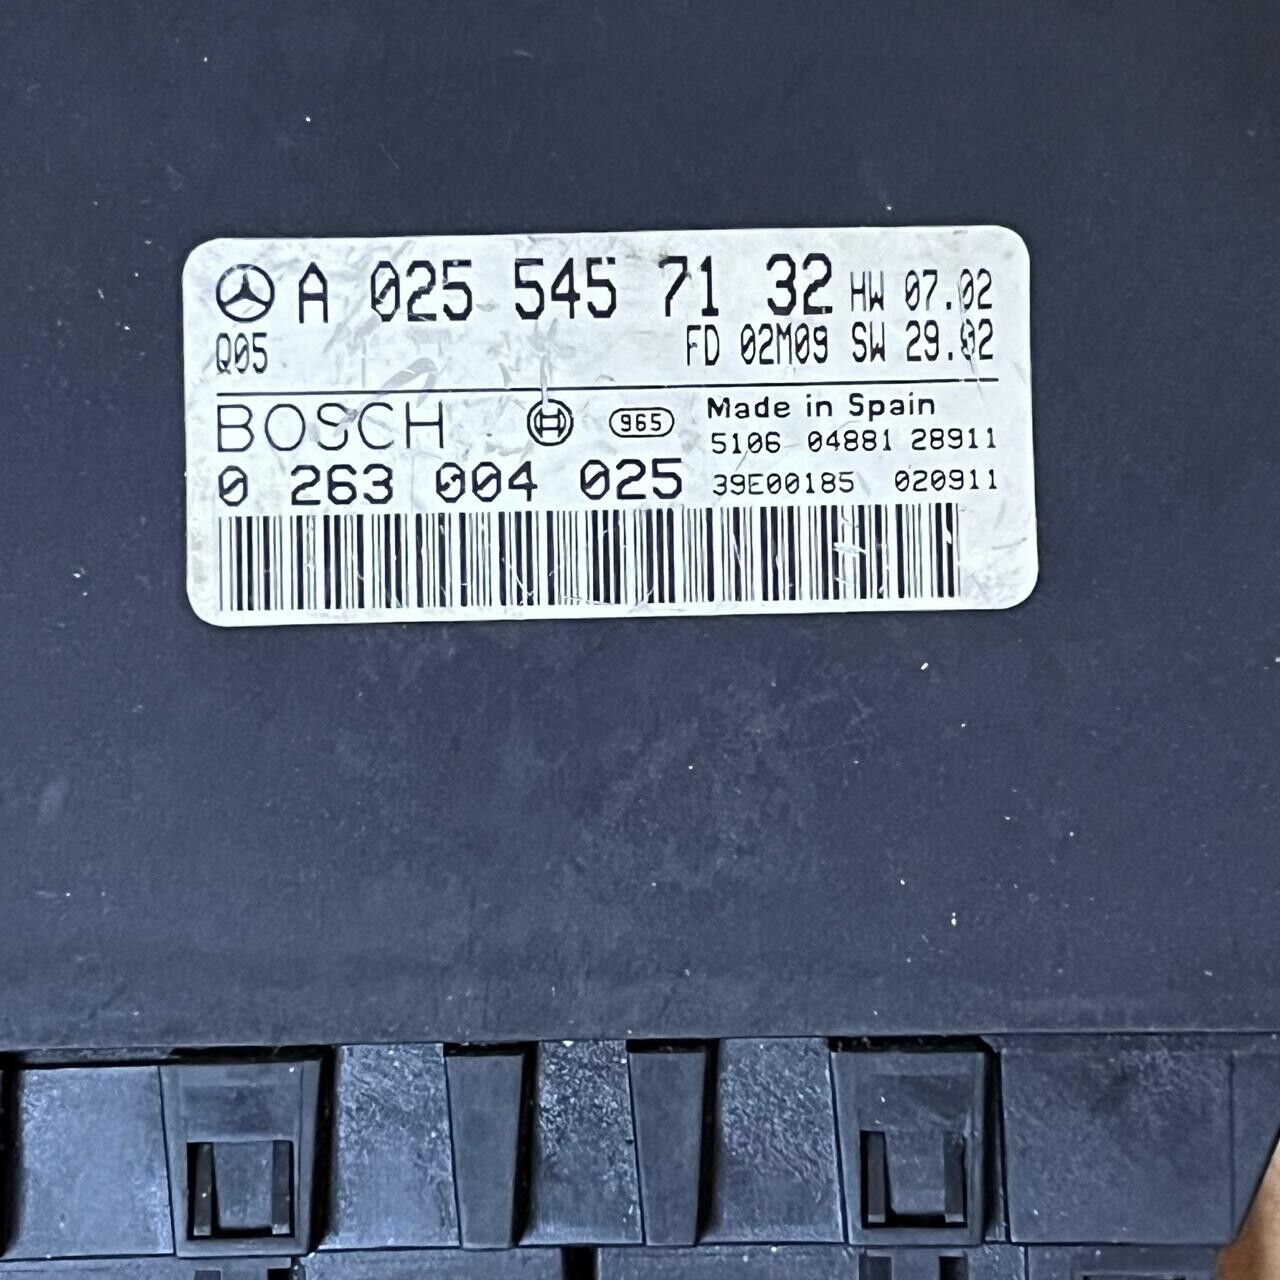 A 025 545 71 32 HW 07.02
Q05 FD 02M09 SW 29.02
BOSCH 965 Made in Spain
5106 04881 28911
0 263 004 025 39E00185 020911